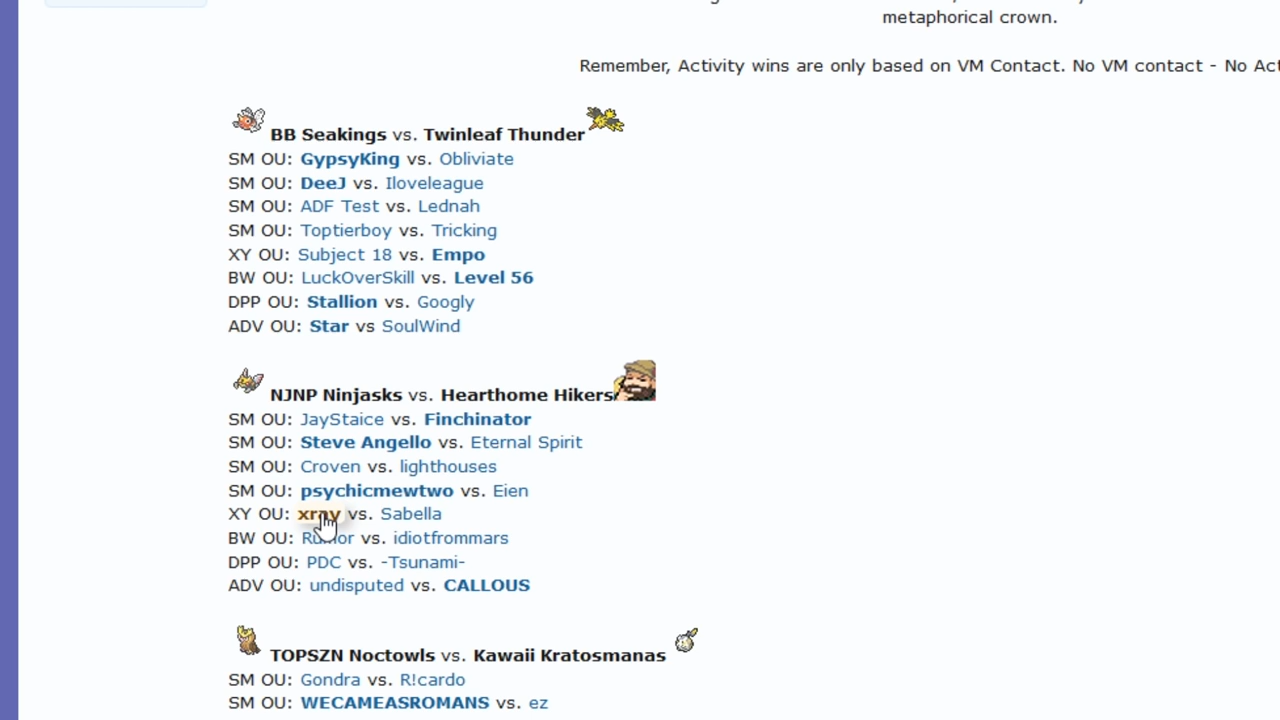 metaphorical crown.
Remember, Activity wins are only based on VM Contact. No VM contact - No
BB Seakings vs. Twinleaf Thunder
SM OU: GypsyKing vs. Obliviate
SM OU: DeeJ vs. Iloveleague
SM OU: ADF Test vs. Lednah
SM OU: Toptierboy vs. Tricking
XY OU: Subject 18 vs. Empo
BW OU: LuckOverSkill vs. Level 56
DPP OU: Stallion vs. Googly
ADV OU: Star vs SoulWind
NJNP Ninjasks vs. Hearthome Hikers
SM OU: JayStaice vs. Finchinator
SM OU: Steve Angello vs. Eternal Spirit
SM OU: Croven vs. lighthouses
SM OU: psychicmewtwo vs. Eien
XY OU: xray vs. Sabella
BW OU: Rumor vs. idiotfrommars
DPP OU: PDC vs. -Tsunami-
ADV OU: undisputed vs. CALLOUS
TOPSZN Noctowls vs. Kawaii Kratosmanas
SM OU: Gondra vs. R!cardo
SM OU: WECAMEASROMANS vs. ez